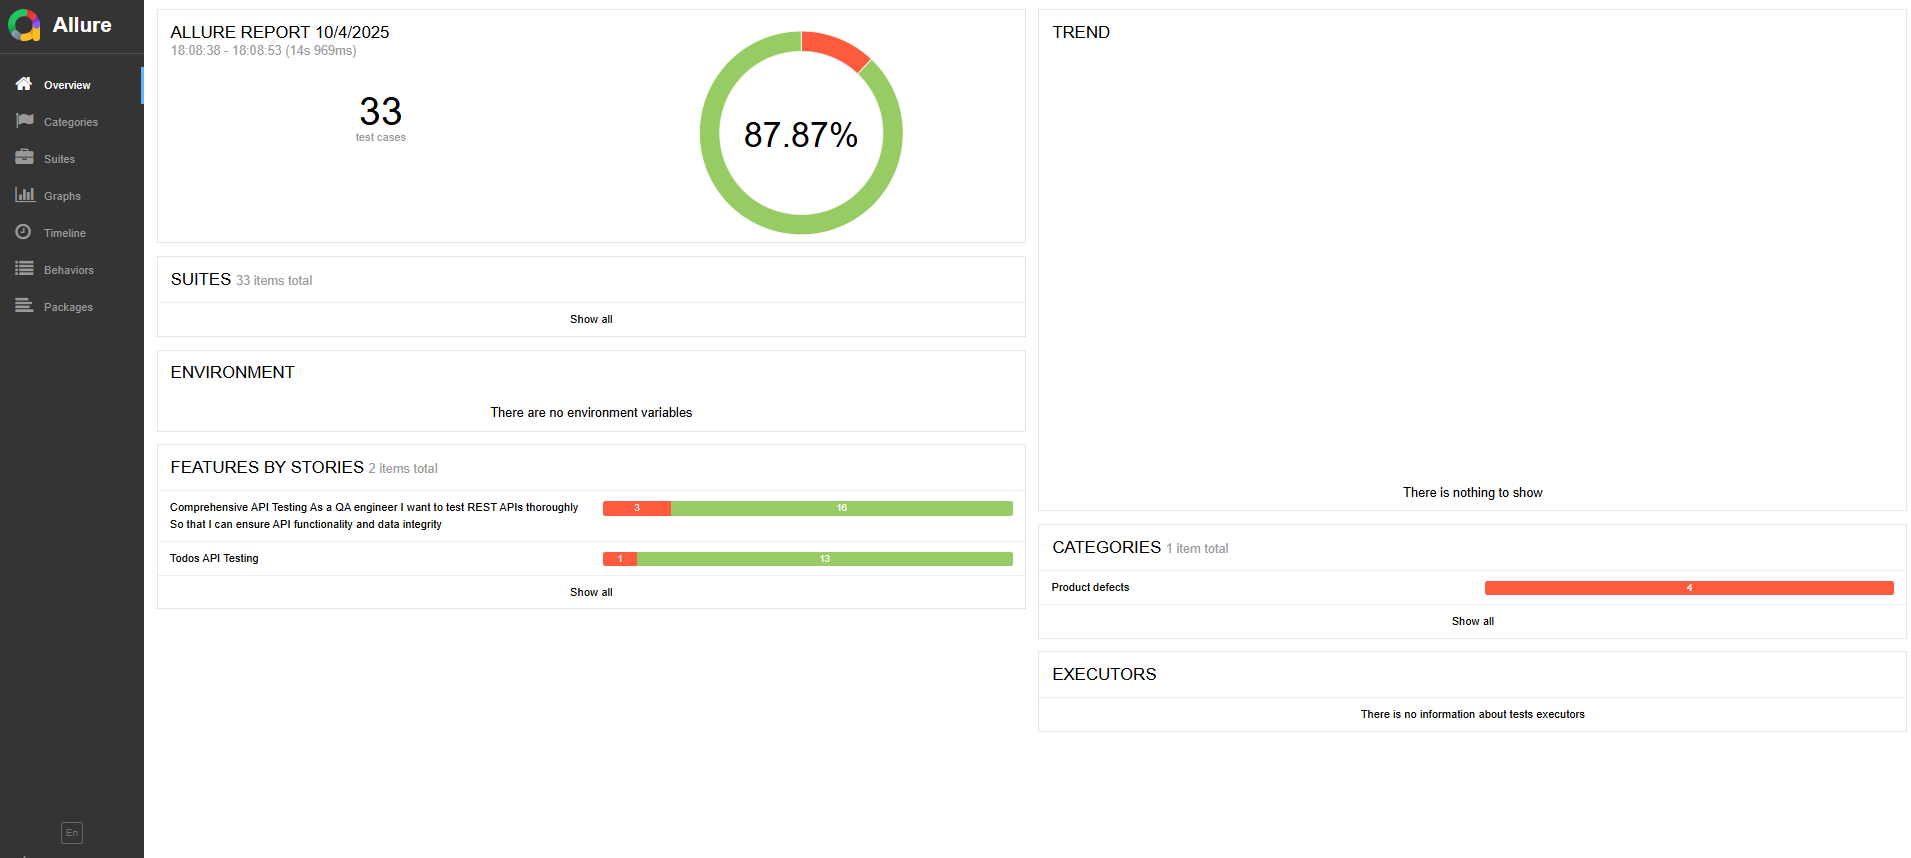 Allure
Overview
Categories
Suites
Graphs
Timeline
Behaviors
Packages
En
ALLURE REPORT 10/4/2025
18:08:38 - 18:08:53 (14s 969ms)
33
test cases
87.87%
SUITES 33 items total
Show all
ENVIRONMENT
There are no environment variables
FEATURES BY STORIES 2 items total
Comprehensive API Testing As a QA engineer I want to test REST APIs thoroughly
So that I can ensure API functionality and data integrity
3 16
Todos API Testing 1 13
Show all
TREND
There is nothing to show
CATEGORIES 1 item total
Product defects 4
Show all
EXECUTORS
There is no information about tests executors